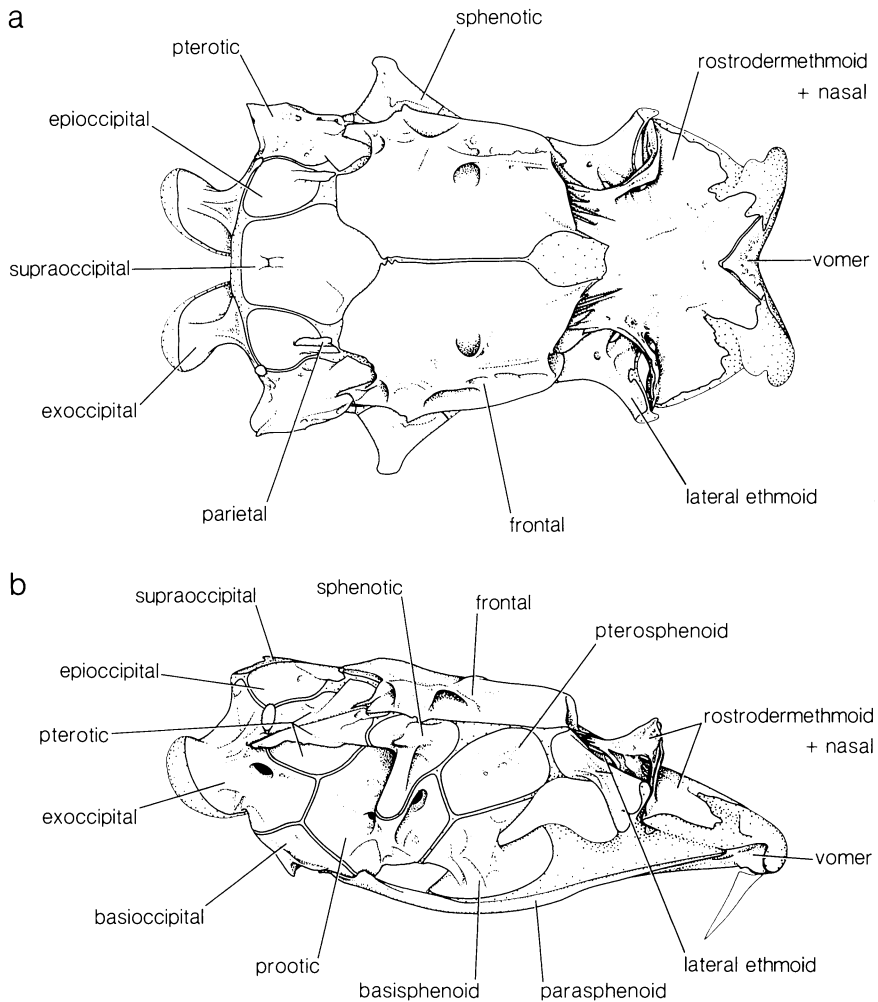 a
sphenotic
pterotic
rostrodermethmoid
+ nasal
epioccipital
supraoccipital
vomer
exoccipital
lateral ethmoid
parietal
frontal
b
sphenotic
supraoccipital
frontal
pterosphenoid
epioccipital
rostrodermethmoid
+ nasal
pterotic
exoccipital
vomer
basioccipital
prootic
lateral ethmoid
basisphenoid
parasphenoid